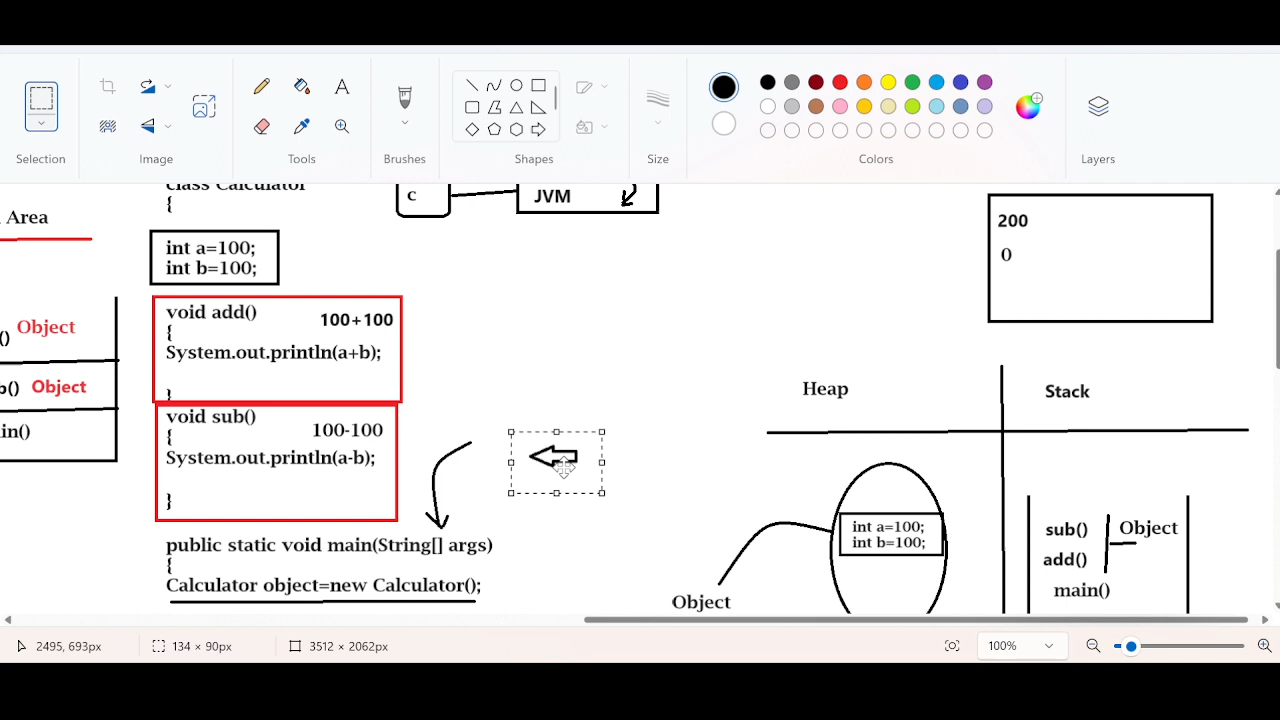 Selection
Image
Tools
Brushes
Shapes
Size
Colors
Layers
class Calculator
{
Area
int a=100;
int b=100;
void add()
100+100
{
System.out.println(a+b);
}
void sub()
100-100
{
System.out.println(a-b);
}
public static void main(String[] args)
{
Calculator object=new Calculator();
() Object
b() Object
in()
c
JVM
200
0
Heap
Stack
int a=100;
int b=100;
Object
sub()
Object
add()
main()
2495, 693px
134 × 90px
3512 × 2062px
100%